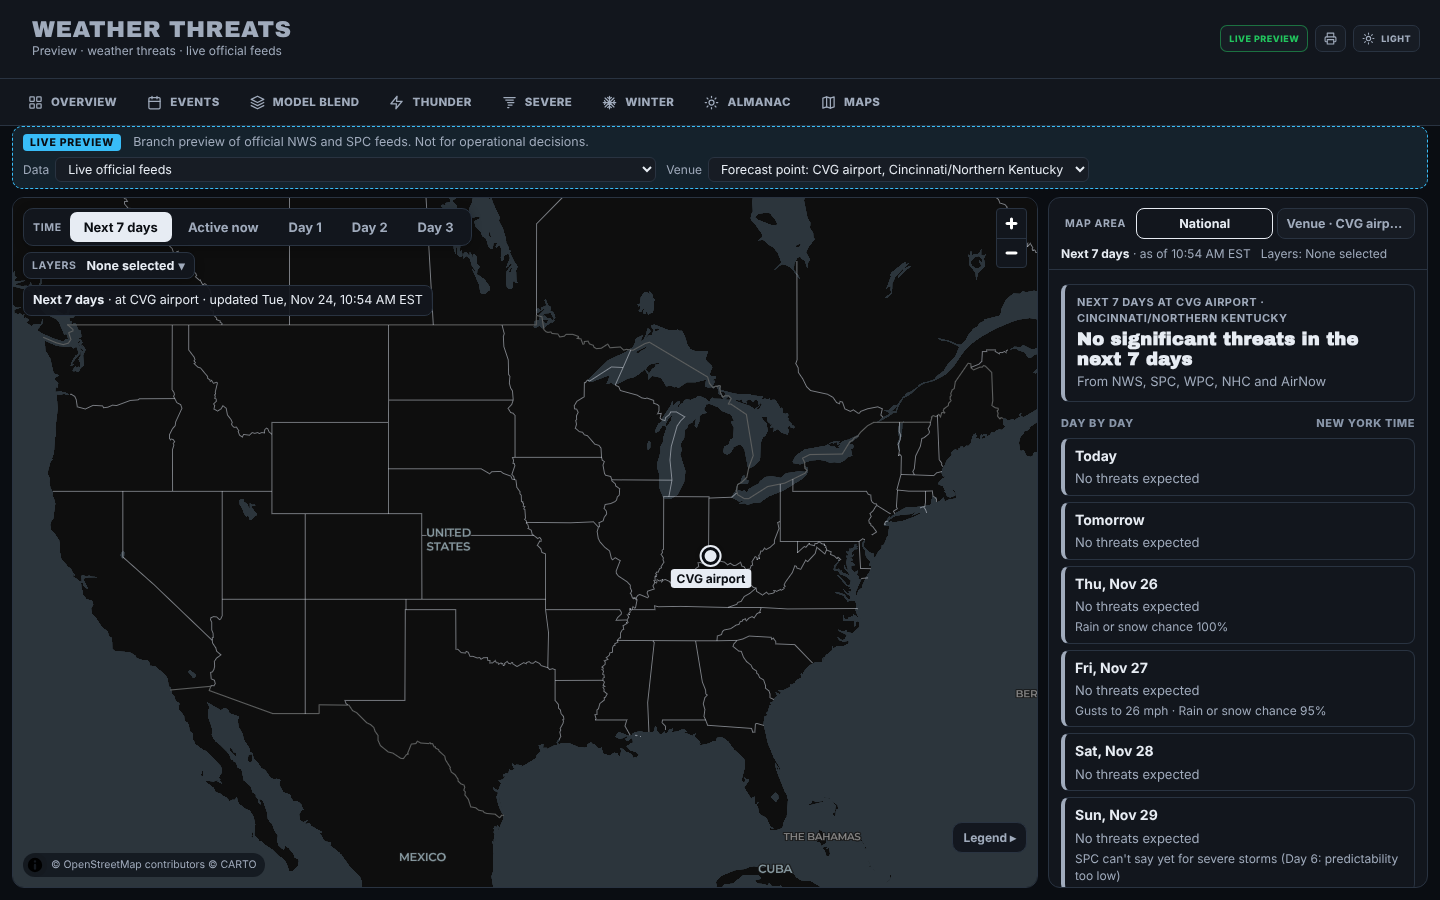 WEATHER THREATS
Preview · weather threats · live official feeds
LIVE PREVIEW
LIGHT
OVERVIEW
EVENTS
MODEL BLEND
THUNDER
SEVERE
WINTER
ALMANAC
MAPS
LIVE PREVIEW Branch preview of official NWS and SPC feeds. Not for operational decisions.
Data Live official feeds Venue Forecast point: CVG airport, Cincinnati/Northern Kentucky
TIME Next 7 days Active now Day 1 Day 2 Day 3
LAYERS None selected ▾
Next 7 days · at CVG airport · updated Tue, Nov 24, 10:54 AM EST
+
−
UNITED
STATES
CVG airport
BER
THE BAHAMAS
MEXICO
CUBA
Legend ▸
© OpenStreetMap contributors © CARTO
MAP AREA National Venue · CVG airp...
Next 7 days · as of 10:54 AM EST Layers: None selected
NEXT 7 DAYS AT CVG AIRPORT ·
CINCINNATI/NORTHERN KENTUCKY
No significant threats in the
next 7 days
From NWS, SPC, WPC, NHC and AirNow
DAY BY DAY NEW YORK TIME
Today
No threats expected
Tomorrow
No threats expected
Thu, Nov 26
No threats expected
Rain or snow chance 100%
Fri, Nov 27
No threats expected
Gusts to 26 mph · Rain or snow chance 95%
Sat, Nov 28
No threats expected
Sun, Nov 29
No threats expected
SPC can't say yet for severe storms (Day 6: predictability
too low)